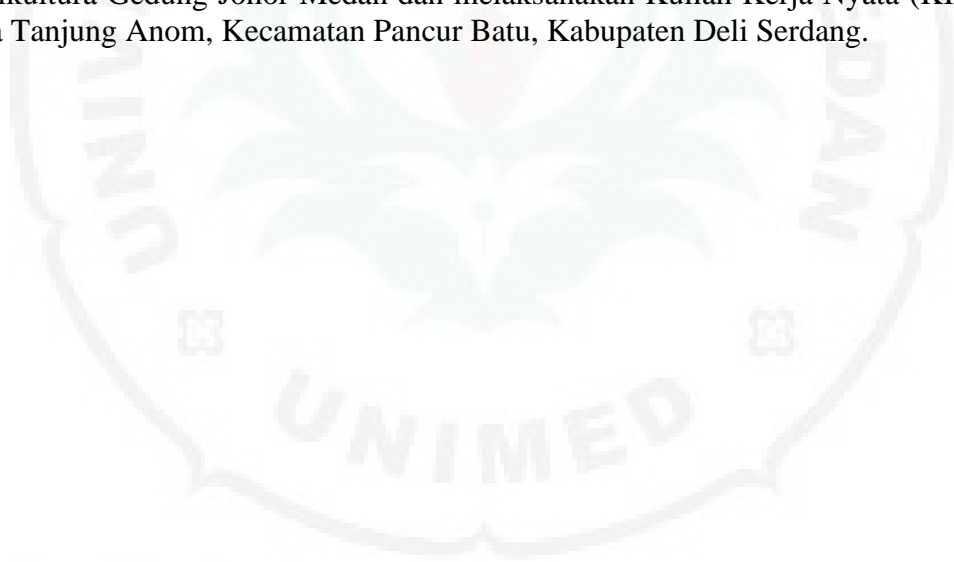 Gedung Johor Medan dan melaksanakan Kuliah Kerja Nyata
Tanjung Anom, Kecamatan Pancur Batu, Kabupaten Deli Serdang.
UNIMED